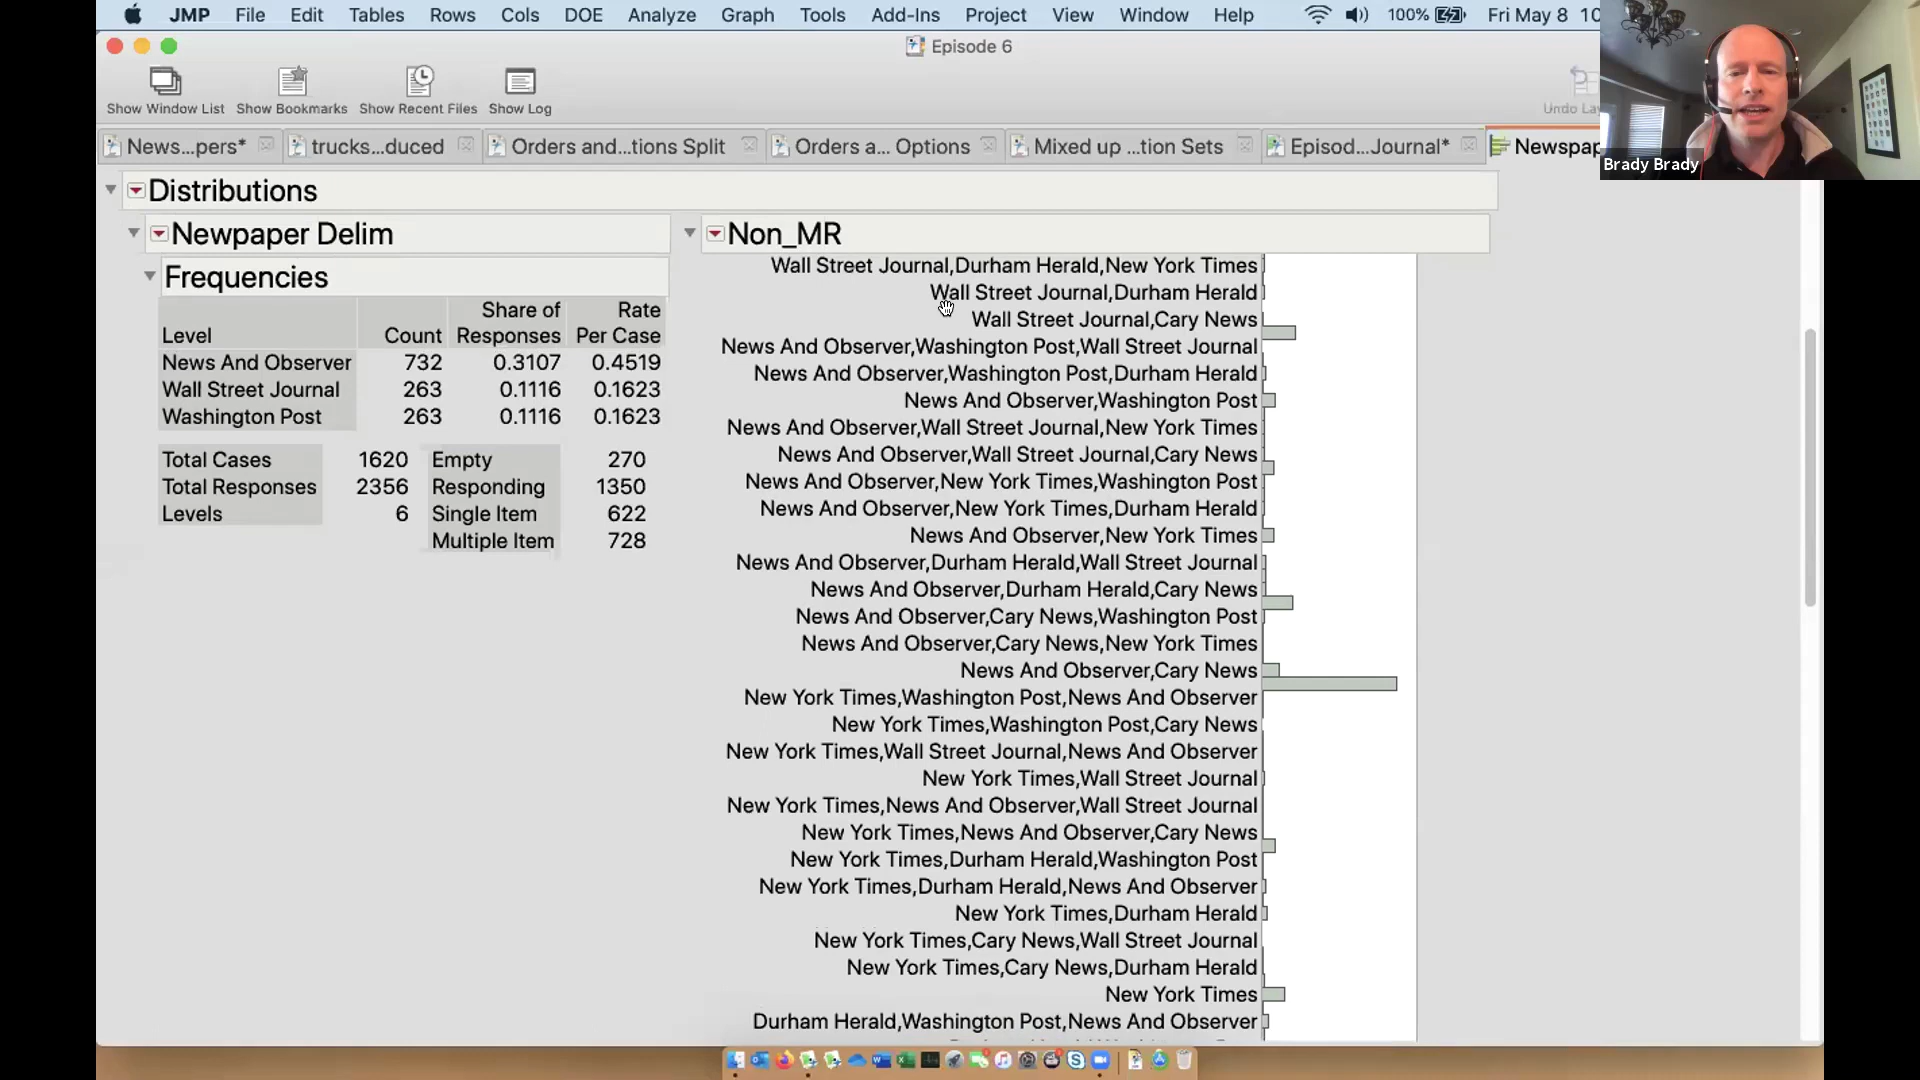 JMP File Edit Tables Rows Cols DOE Analyze Graph Tools Add-Ins Project View Window Help 100% Fri May 8 10
Episode 6
Show Window List Show Bookmarks Show Recent Files Show Log Undo La
News...pers* trucks...duced Orders and...tions Split Orders a... Options Mixed up ...tion Sets Episod...Journal* Newspap
Brady Brady
Distributions
Newpaper Delim
Frequencies
Share of Rate
Level Count Responses Per Case
News And Observer 732 0.3107 0.4519
Wall Street Journal 263 0.1116 0.1623
Washington Post 263 0.1116 0.1623
Total Cases 1620 Empty 270
Total Responses 2356 Responding 1350
Levels 6 Single Item 622
Multiple Item 728
Non_MR
Wall Street Journal,Durham Herald,New York Times
Wall Street Journal,Durham Herald
Wall Street Journal,Cary News
News And Observer,Washington Post,Wall Street Journal
News And Observer,Washington Post,Durham Herald
News And Observer,Washington Post
News And Observer,Wall Street Journal,New York Times
News And Observer,Wall Street Journal,Cary News
News And Observer,New York Times,Washington Post
News And Observer,New York Times,Durham Herald
News And Observer,New York Times
News And Observer,Durham Herald,Wall Street Journal
News And Observer,Durham Herald,Cary News
News And Observer,Cary News,Washington Post
News And Observer,Cary News,New York Times
News And Observer,Cary News
New York Times,Washington Post,News And Observer
New York Times,Washington Post,Cary News
New York Times,Wall Street Journal,News And Observer
New York Times,Wall Street Journal
New York Times,News And Observer,Wall Street Journal
New York Times,News And Observer,Cary News
New York Times,Durham Herald,Washington Post
New York Times,Durham Herald,News And Observer
New York Times,Durham Herald
New York Times,Cary News,Wall Street Journal
New York Times,Cary News,Durham Herald
New York Times
Durham Herald,Washington Post,News And Observer